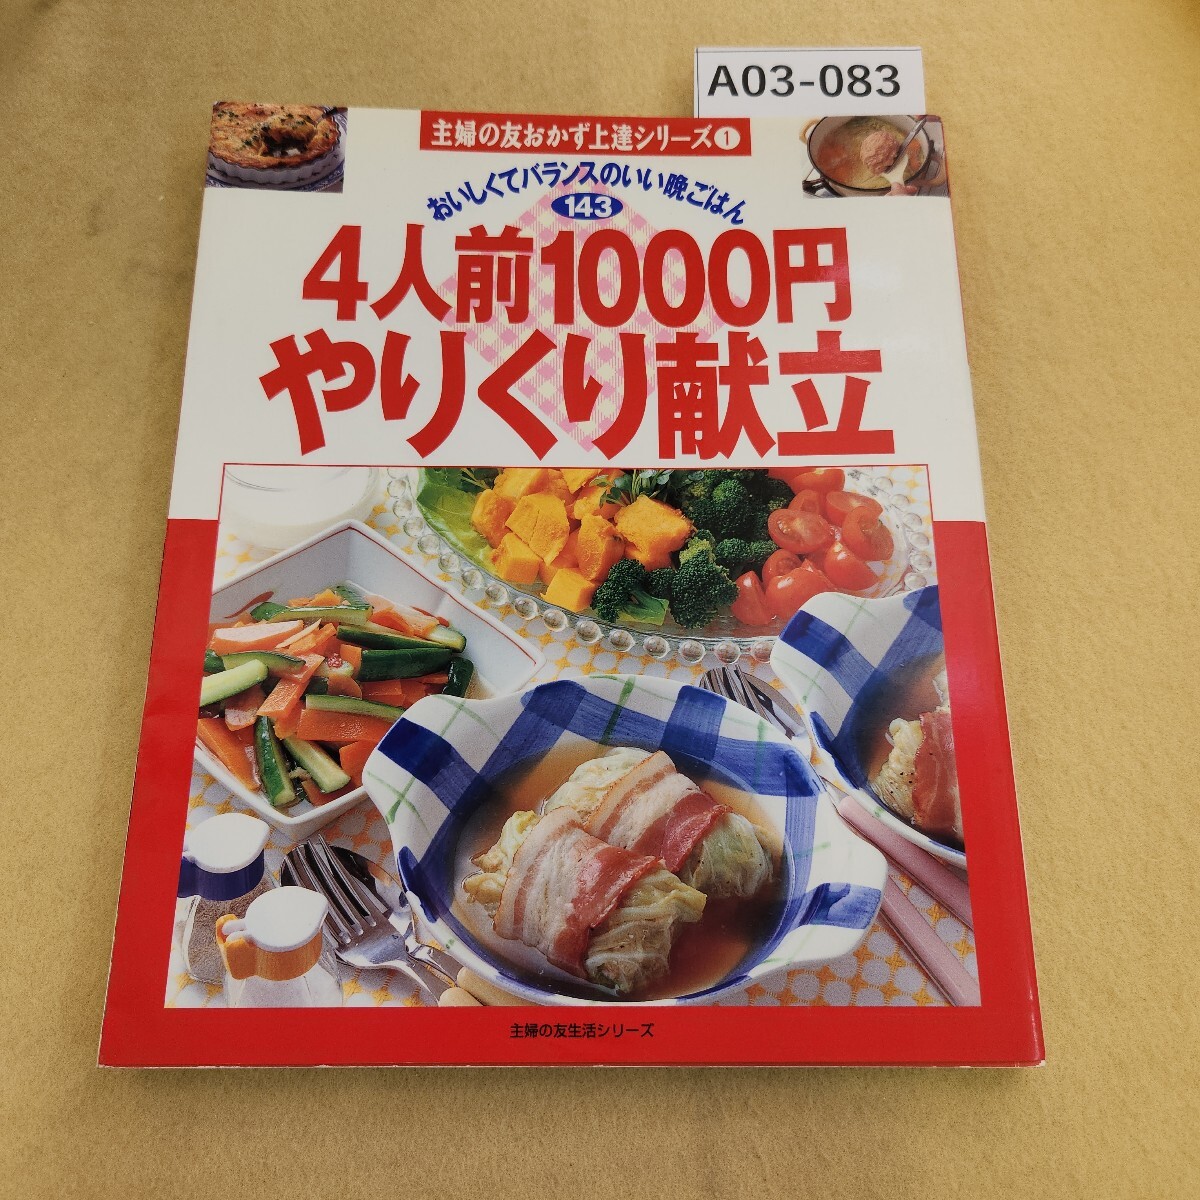 A03-083
主婦の友おかず上達シリーズ❶
おいしくてバランスのいい晩ごはん
143
4人前1000円
やりくり献立
主婦の友生活シリーズ